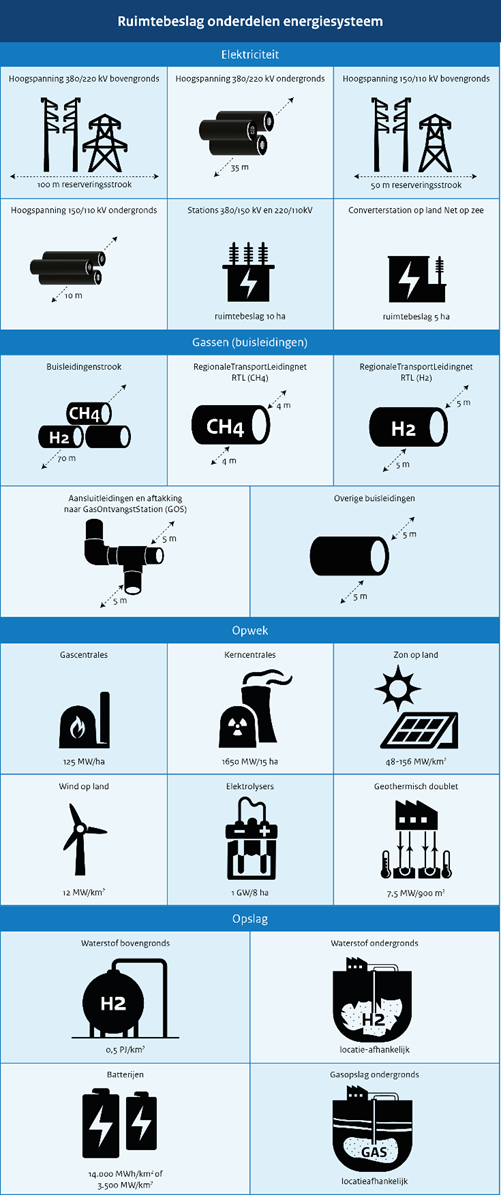 Ruimtebeslag onderdelen energiesysteem
Elektriciteit
Hoogspanning 380/220 kV bovengronds
100 m reserveringsstrook
Hoogspanning 380/220 kV ondergronds
35 m
Hoogspanning 150/110 kV bovengronds
50 m reserveringsstrook
Hoogspanning 150/110 kV ondergronds
10 m
Stations 380/150 kV en 220/110kV
ruimtebeslag 10 ha
Converterstation op land Net op zee
ruimtebeslag 5 ha
Gassen (buisleidingen)
Buisleidingenstrook
CH4
H2
70 m
RegionaleTransportLeidingnet
RTL (CH4)
4 m
CH4
4 m
RegionaleTransportLeidingnet
RTL (H2)
5 m
H2
5 m
Aansluitleidingen en aftakking
naar GasOntvangstStation (GOS)
5 m
5 m
Overige buisleidingen
5 m
5 m
Opwek
Gascentrales
125 MW/ha
Kerncentrales
1650 MW/15 ha
Zon op land
48-156 MW/km²
Wind op land
12 MW/km²
Elektrolysers
1 GW/8 ha
Geothermisch doublet
7,5 MW/900 m²
Opslag
Waterstof bovengronds
H2
0,5 PJ/km²
Waterstof ondergronds
H2
locatie-afhankelijk
Batterijen
14.000 MWh/km² of
3.500 MW/km²
Gasopslag ondergronds
GAS
locatieafhankelijk